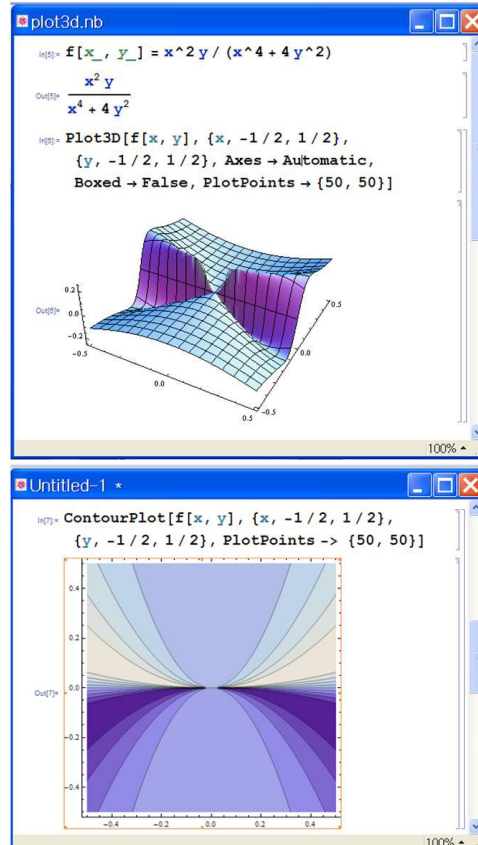 plot3d.nb
In[5]:= f[x_, y_] = x^2 y / (x^4 + 4 y^2)
Out[5]= x² y
x⁴ + 4 y²
In[6]:= Plot3D[f[x, y], {x, -1/2, 1/2},
{y, -1/2, 1/2}, Axes → Automatic,
Boxed → False, PlotPoints → {50, 50}]
Out[6]=
0.2
0.0
-0.2
-0.5
0.0
0.5
-0.5
0.0
0.5
100%
Untitled-1 *
In[7]:= ContourPlot[f[x, y], {x, -1/2, 1/2},
{y, -1/2, 1/2}, PlotPoints -> {50, 50}]
Out[7]=
0.4
0.2
0.0
-0.2
-0.4
-0.4 -0.2 0.0 0.2 0.4
100%